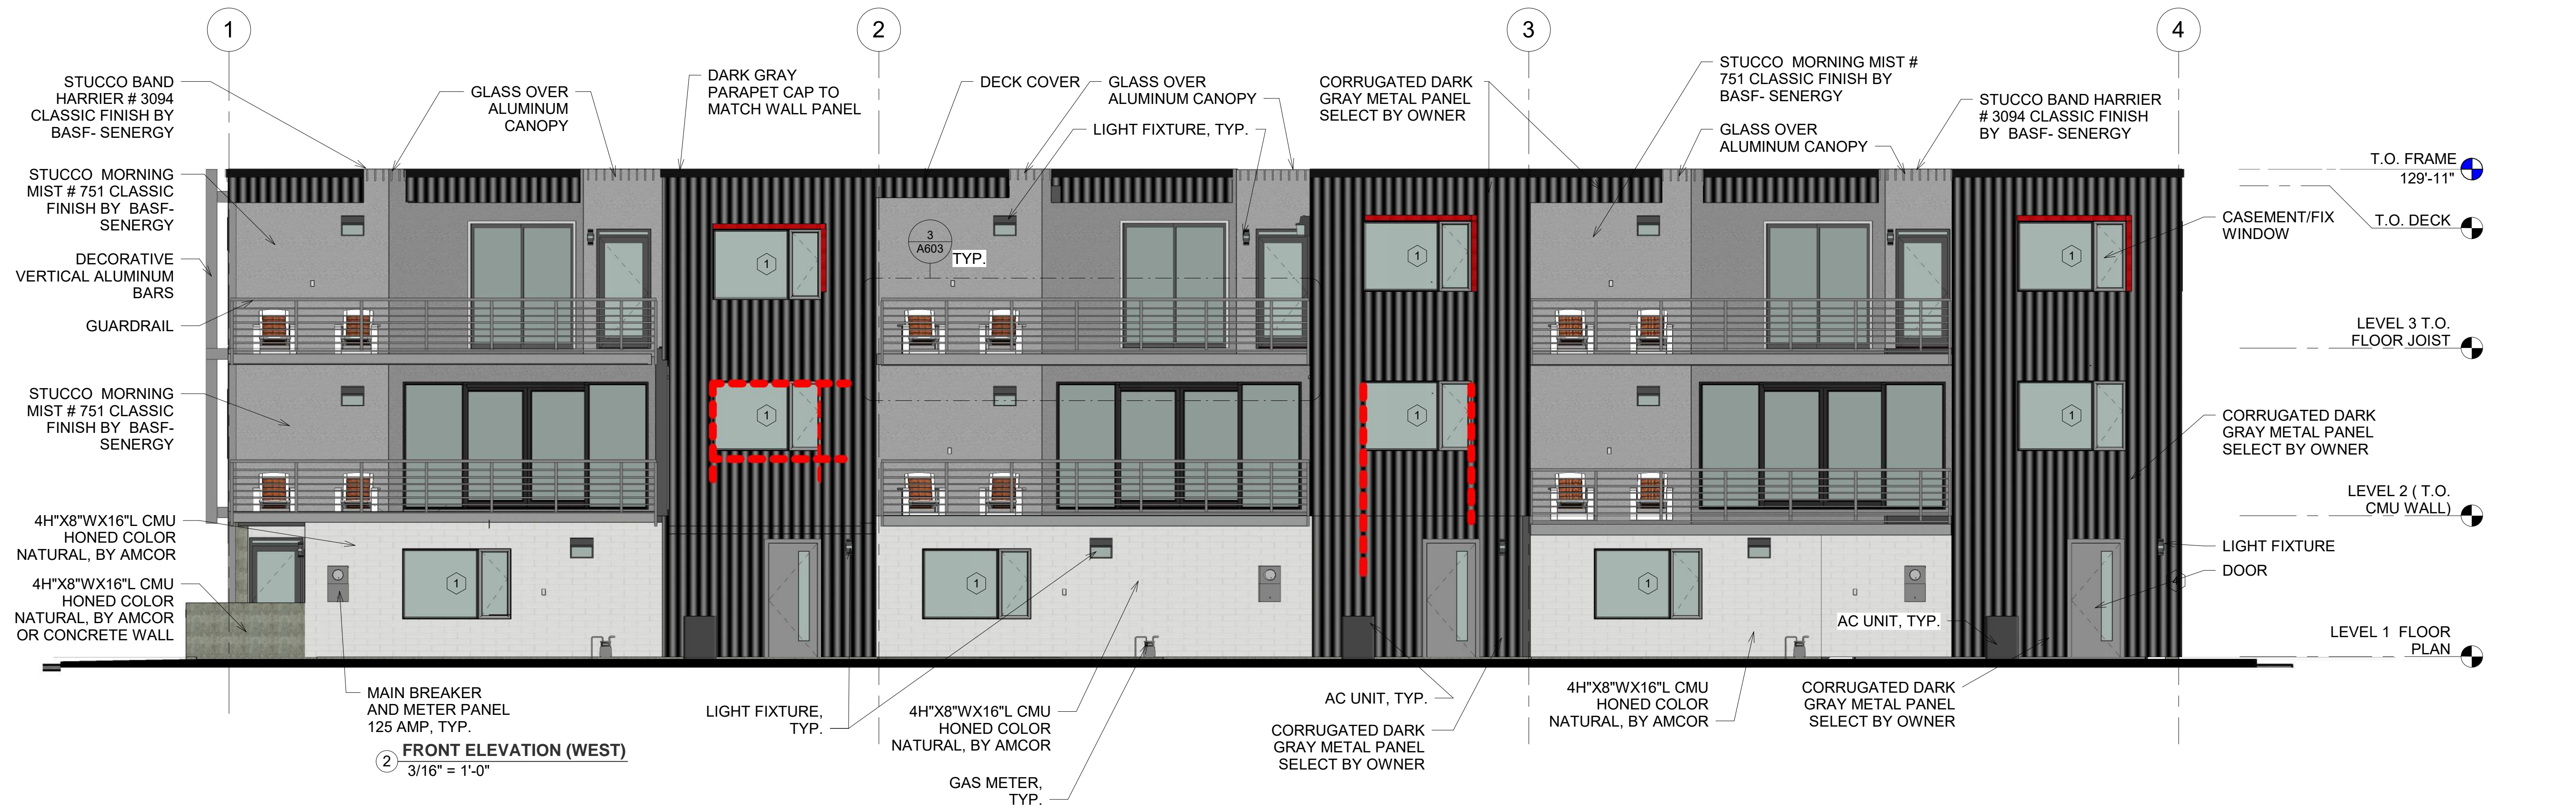 1
2
3
4
STUCCO BAND
HARRIER # 3094
CLASSIC FINISH BY
BASF- SENERGY
GLASS OVER
ALUMINUM
CANOPY
DARK GRAY
PARAPET CAP TO
MATCH WALL PANEL
DECK COVER
GLASS OVER
ALUMINUM CANOPY
LIGHT FIXTURE, TYP.
CORRUGATED DARK
GRAY METAL PANEL
SELECT BY OWNER
STUCCO MORNING MIST #
751 CLASSIC FINISH BY
BASF- SENERGY
GLASS OVER
ALUMINUM CANOPY
STUCCO BAND HARRIER
# 3094 CLASSIC FINISH
BY BASF- SENERGY
T.O. FRAME
129'-11"
T.O. DECK
CASEMENT/FIX
WINDOW
LEVEL 3 T.O.
FLOOR JOIST
CORRUGATED DARK
GRAY METAL PANEL
SELECT BY OWNER
LEVEL 2 ( T.O.
CMU WALL)
LIGHT FIXTURE
DOOR
LEVEL 1 FLOOR
PLAN
STUCCO MORNING
MIST # 751 CLASSIC
FINISH BY BASF-
SENERGY
DECORATIVE
VERTICAL ALUMINUM
BARS
GUARDRAIL
STUCCO MORNING
MIST # 751 CLASSIC
FINISH BY BASF-
SENERGY
4H"X8"WX16"L CMU
HONED COLOR
NATURAL, BY AMCOR
4H"X8"WX16"L CMU
HONED COLOR
NATURAL, BY AMCOR
OR CONCRETE WALL
3
A603
TYP.
1
1
1
1
1
1
1
1
1
4
AC UNIT, TYP.
MAIN BREAKER
AND METER PANEL
125 AMP, TYP.
LIGHT FIXTURE,
TYP.
4H"X8"WX16"L CMU
HONED COLOR
NATURAL, BY AMCOR
GAS METER,
TYP.
AC UNIT, TYP.
CORRUGATED DARK
GRAY METAL PANEL
SELECT BY OWNER
4H"X8"WX16"L CMU
HONED COLOR
NATURAL, BY AMCOR
CORRUGATED DARK
GRAY METAL PANEL
SELECT BY OWNER
2
FRONT ELEVATION (WEST)
3/16" = 1'-0"